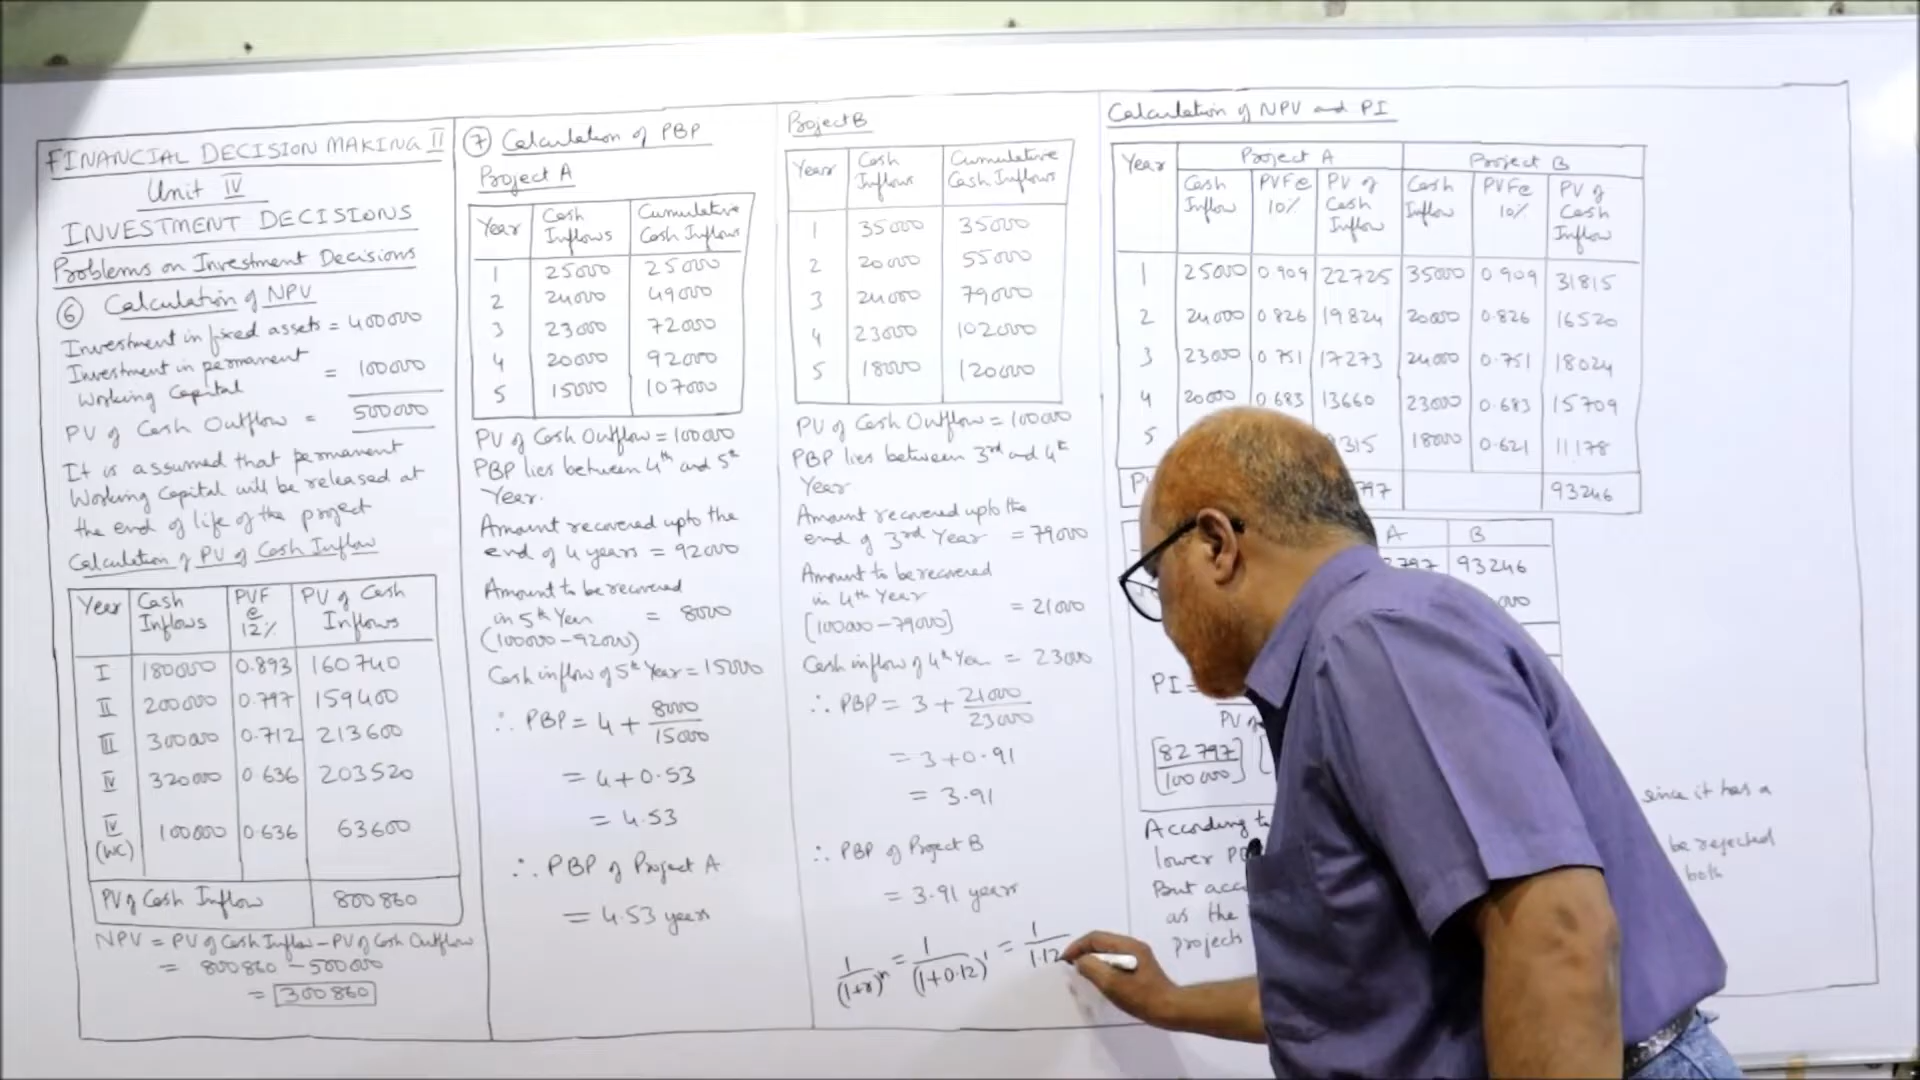 FINANCIAL DECISION MAKING II
Unit IV
INVESTMENT DECISIONS
Problems on Investment Decisions
⑥ Calculation of NPV
Investment in fixed assets = 400000
Investment in permanent
Working Capital = 100000
PV of Cash Outflow = 500000
It is assumed that permanent
Working Capital will be released at
the end of life of the project
Calculation of PV of Cash Inflow
Year Cash Inflows PVF @ 12% PV of Cash Inflows
I 180000 0.893 160740
II 200000 0.797 159400
III 300000 0.712 213600
IV 320000 0.636 203520
IV (WC) 100000 0.636 63600
PV of Cash Inflow 800860
NPV = PV of Cash Inflow – PV of Cash Outflow
= 800860 – 500000
= 300860
⑦ Calculation of PBP
Project A
Year Cash Inflows Cumulative Cash Inflows
1 25000 25000
2 24000 49000
3 23000 72000
4 20000 92000
5 15000 107000
PV of Cash Outflow = 100000
PBP lies between 4th and 5th
Year.
Amount recovered upto the
end of 4 years = 92000
Amount to be recovered
in 5th Year = 8000
(100000 – 92000)
Cash inflow of 5th Year = 15000
∴ PBP = 4 + 8000/15000
= 4 + 0.53
= 4.53
∴ PBP of Project A
= 4.53 years
Project B
Year Cash Inflows Cumulative Cash Inflows
1 35000 35000
2 20000 55000
3 24000 79000
4 23000 102000
5 18000 120000
PV of Cash Outflow = 100000
PBP lies between 3rd and 4th
Year
Amount recovered upto the
end of 3rd Year = 79000
Amount to be recovered
in 4th Year = 21000
[100000 – 79000]
Cash inflow of 4th Year = 23000
∴ PBP = 3 + 21000/23000
= 3 + 0.91
= 3.91
∴ PBP of Project B
= 3.91 years
1/(1+r)^n = 1/(1+0.12)^1 = 1/1.12
Calculation of NPV and PI
Year Project A Project B
Cash Inflow PVF@ 10% PV of Cash Inflow Cash Inflow PVF@ 10% PV of Cash Inflow
1 25000 0.909 22725 35000 0.909 31815
2 24000 0.826 19824 20000 0.826 16520
3 23000 0.751 17273 24000 0.751 18024
4 20000 0.683 13660 23000 0.683 15709
5 315 18000 0.621 11178
797 93246
A B
2797 93246
PI =
PV of
[82797/100000]
According to since it has a
lower
But be rejected
as the both
projects